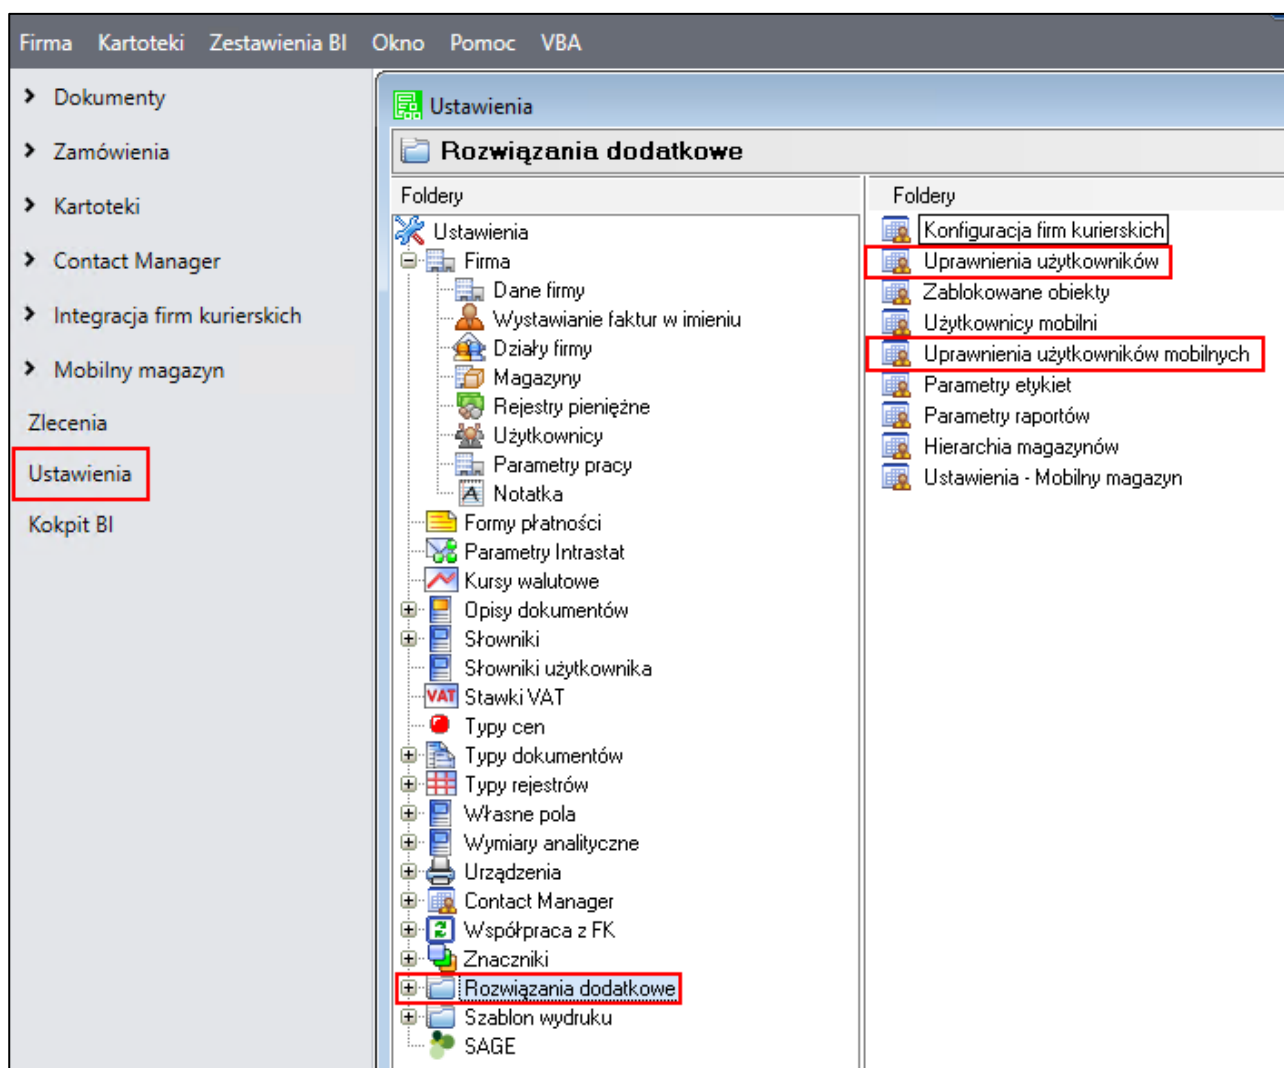 Firma Kartoteki Zestawienia BI Okno Pomoc VBA
Dokumenty
Zamówienia
Kartoteki
Contact Manager
Integracja firm kurierskich
Mobilny magazyn
Zlecenia
Ustawienia
Kokpit BI
Ustawienia
Rozwiązania dodatkowe
Foldery
Ustawienia
Firma
Dane firmy
Wystawianie faktur w imieniu
Działy firmy
Magazyny
Rejestry pieniężne
Użytkownicy
Parametry pracy
Notatka
Formy płatności
Parametry Intrastat
Kursy walutowe
Opisy dokumentów
Słowniki
Słowniki użytkownika
VAT Stawki VAT
Typy cen
Typy dokumentów
Typy rejestrów
Własne pola
Wymiary analityczne
Urządzenia
Contact Manager
Współpraca z FK
Znaczniki
Rozwiązania dodatkowe
Szablon wydruku
SAGE
Foldery
Konfiguracja firm kurierskich
Uprawnienia użytkowników
Zablokowane obiekty
Użytkownicy mobilni
Uprawnienia użytkowników mobilnych
Parametry etykiet
Parametry raportów
Hierarchia magazynów
Ustawienia - Mobilny magazyn